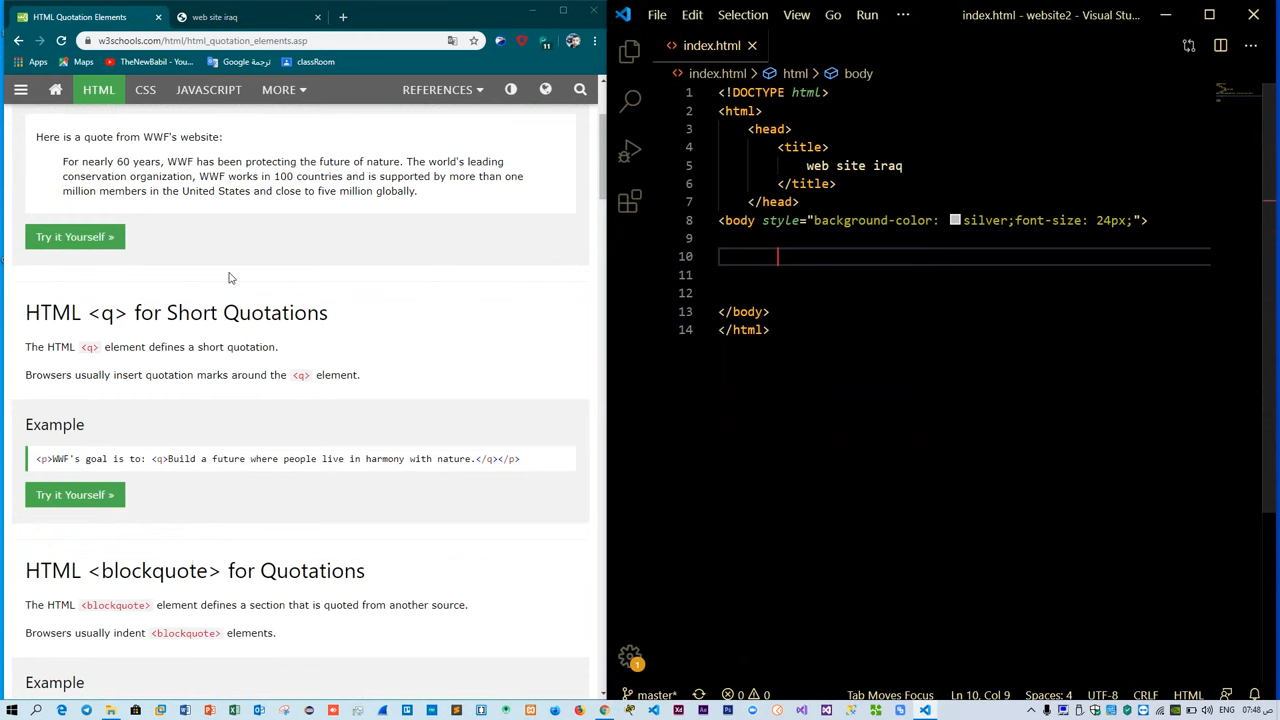 HTML Quotation Elements
web site iraq
w3schools.com/html/html_quotation_elements.asp
Apps
Maps
TheNewBabil - You...
ترجمة Google
classRoom
HTML
CSS
JAVASCRIPT
MORE
REFERENCES
Here is a quote from WWF's website:
For nearly 60 years, WWF has been protecting the future of nature. The world's leading
conservation organization, WWF works in 100 countries and is supported by more than one
million members in the United States and close to five million globally.
Try it Yourself »
HTML <q> for Short Quotations
The HTML <q> element defines a short quotation.
Browsers usually insert quotation marks around the <q> element.
Example
<p>WWF's goal is to: <q>Build a future where people live in harmony with nature.</q></p>
Try it Yourself »
HTML <blockquote> for Quotations
The HTML <blockquote> element defines a section that is quoted from another source.
Browsers usually indent <blockquote> elements.
Example
File Edit Selection View Go Run ··· index.html - website2 - Visual Stu...
index.html
index.html > html > body
1 <!DOCTYPE html>
2 <html>
3 <head>
4 <title>
5 web site iraq
6 </title>
7 </head>
8 <body style="background-color: silver;font-size: 24px;">
9
10
11
12
13 </body>
14 </html>
1
master* 0 0 Tab Moves Focus Ln 10, Col 9 Spaces: 4 UTF-8 CRLF HTML
07:48 ص